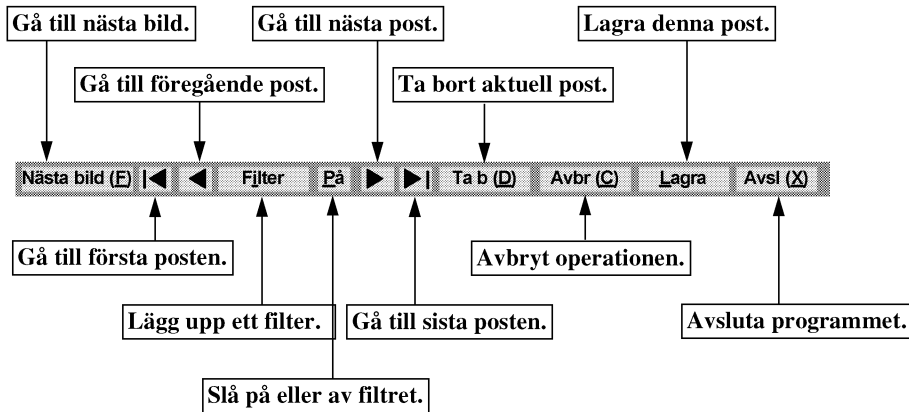 Gå till nästa bild.
Gå till nästa post.
Lagra denna post.
Gå till föregående post.
Ta bort aktuell post.
Nästa bild (F) Filter På Ta b (D) Avbr (C) Lagra Avsl (X)
Gå till första posten.
Avbryt operationen.
Lägg upp ett filter.
Gå till sista posten.
Avsluta programmet.
Slå på eller av filtret.